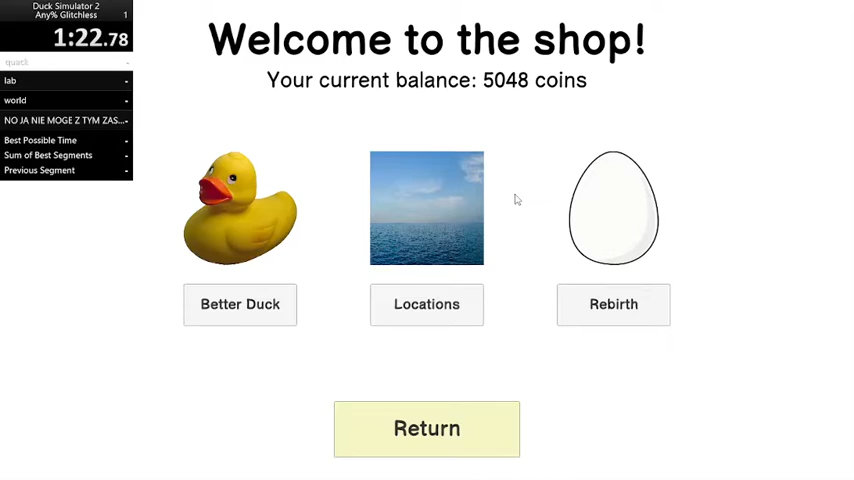 Duck Simulator 2
Any% Glitchless 1
1:22.78
quack -
lab -
world -
NO JA NIE MOGE Z TYM ZAS... -
Best Possible Time -
Sum of Best Segments -
Previous Segment -
Welcome to the shop!
Your current balance: 5048 coins
Better Duck
Locations
Rebirth
Return